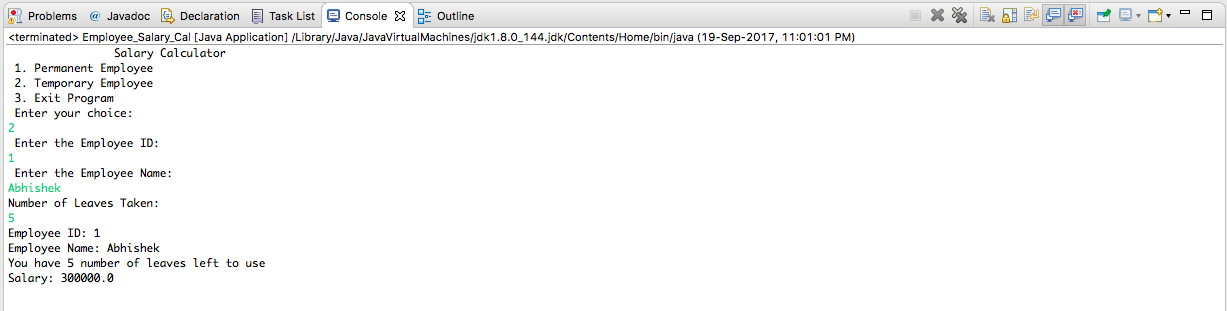 Problems @ Javadoc Declaration Task List Console Outline
<terminated> Employee_Salary_Cal [Java Application] /Library/Java/JavaVirtualMachines/jdk1.8.0_144.jdk/Contents/Home/bin/java (19-Sep-2017, 11:01:01 PM)
Salary Calculator
1. Permanent Employee
2. Temporary Employee
3. Exit Program
Enter your choice:
2
Enter the Employee ID:
1
Enter the Employee Name:
Abhishek
Number of Leaves Taken:
5
Employee ID: 1
Employee Name: Abhishek
You have 5 number of leaves left to use
Salary: 300000.0